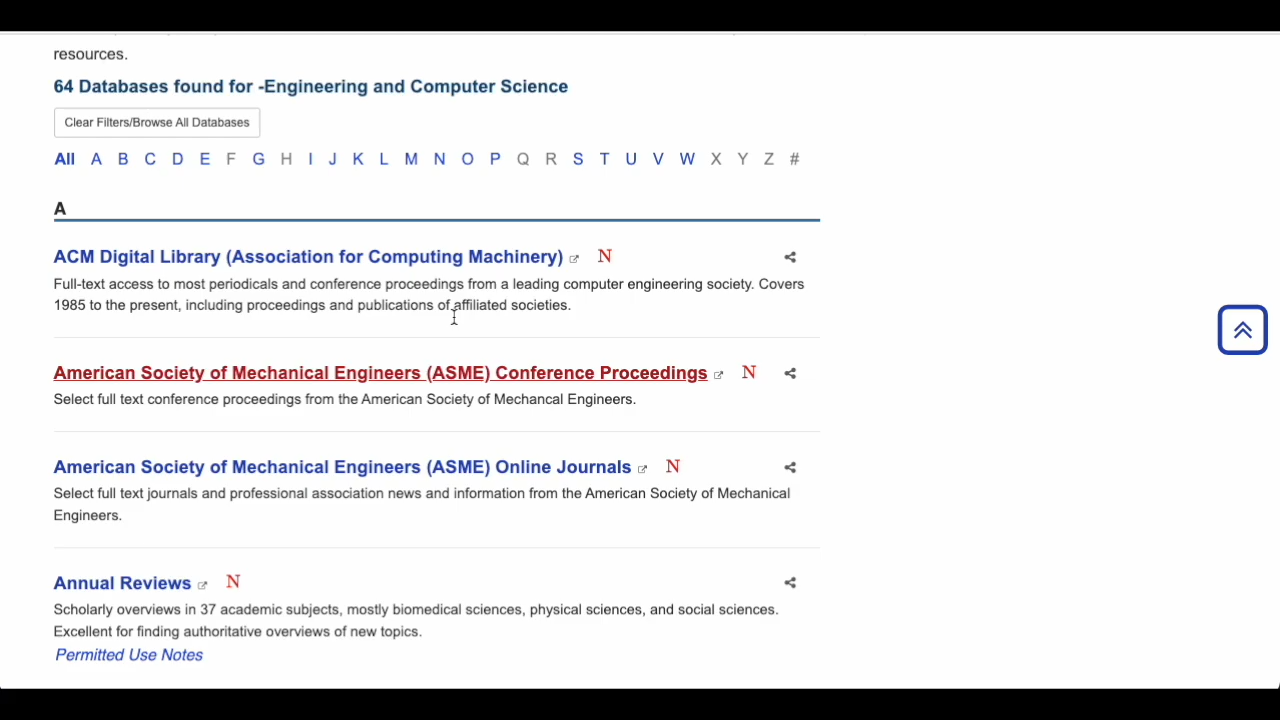 resources.
64 Databases found for -Engineering and Computer Science
Clear Filters/Browse All Databases
All A B C D E F G H I J K L M N O P Q R S T U V W X Y Z #
A
ACM Digital Library (Association for Computing Machinery) N
Full-text access to most periodicals and conference proceedings from a leading computer engineering society. Covers
1985 to the present, including proceedings and publications of affiliated societies.
American Society of Mechanical Engineers (ASME) Conference Proceedings N
Select full text conference proceedings from the American Society of Mechancal Engineers.
American Society of Mechanical Engineers (ASME) Online Journals N
Select full text journals and professional association news and information from the American Society of Mechanical
Engineers.
Annual Reviews N
Scholarly overviews in 37 academic subjects, mostly biomedical sciences, physical sciences, and social sciences.
Excellent for finding authoritative overviews of new topics.
Permitted Use Notes